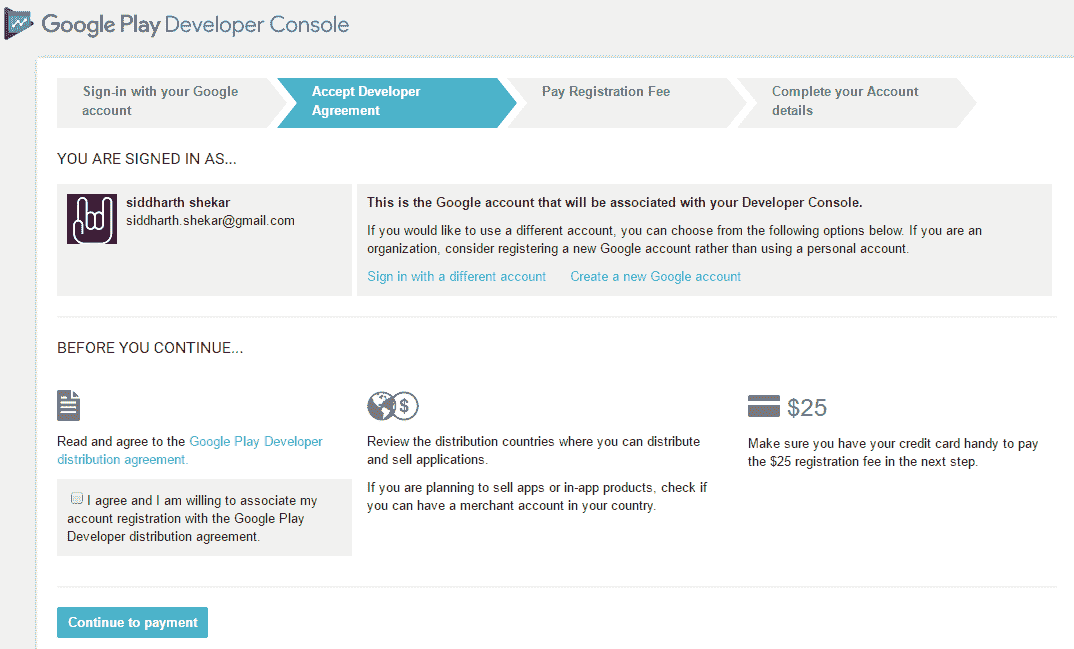 Google Play Developer Console
Sign-in with your Google
account
Accept Developer
Agreement
Pay Registration Fee
Complete your Account
details
YOU ARE SIGNED IN AS...
siddharth shekar
siddharth.shekar@gmail.com
This is the Google account that will be associated with your Developer Console.
If you would like to use a different account, you can choose from the following options below. If you are an
organization, consider registering a new Google account rather than using a personal account.
Sign in with a different account
Create a new Google account
BEFORE YOU CONTINUE...
Read and agree to the Google Play Developer
distribution agreement.
I agree and I am willing to associate my
account registration with the Google Play
Developer distribution agreement.
$
Review the distribution countries where you can distribute
and sell applications.
If you are planning to sell apps or in-app products, check if
you can have a merchant account in your country.
$25
Make sure you have your credit card handy to pay
the $25 registration fee in the next step.
Continue to payment